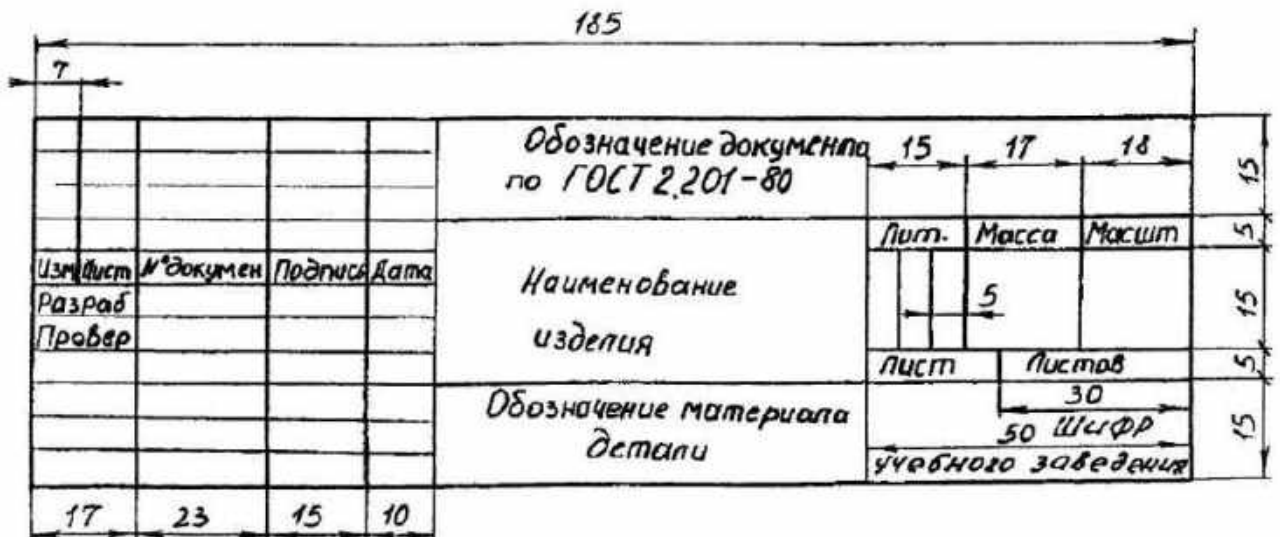 185
7
Обозначение документа
15 17 18
по ГОСТ 2.201-80
15
Лит. Масса Масшт
5
Изм Лист №докумен Подпись Дата
Наименование
изделия
5
15
Разраб
Провер
Лист Листов
5
Обозначение материала
детали
30
50 Шифр
учебного заведения
15
17 23 15 10